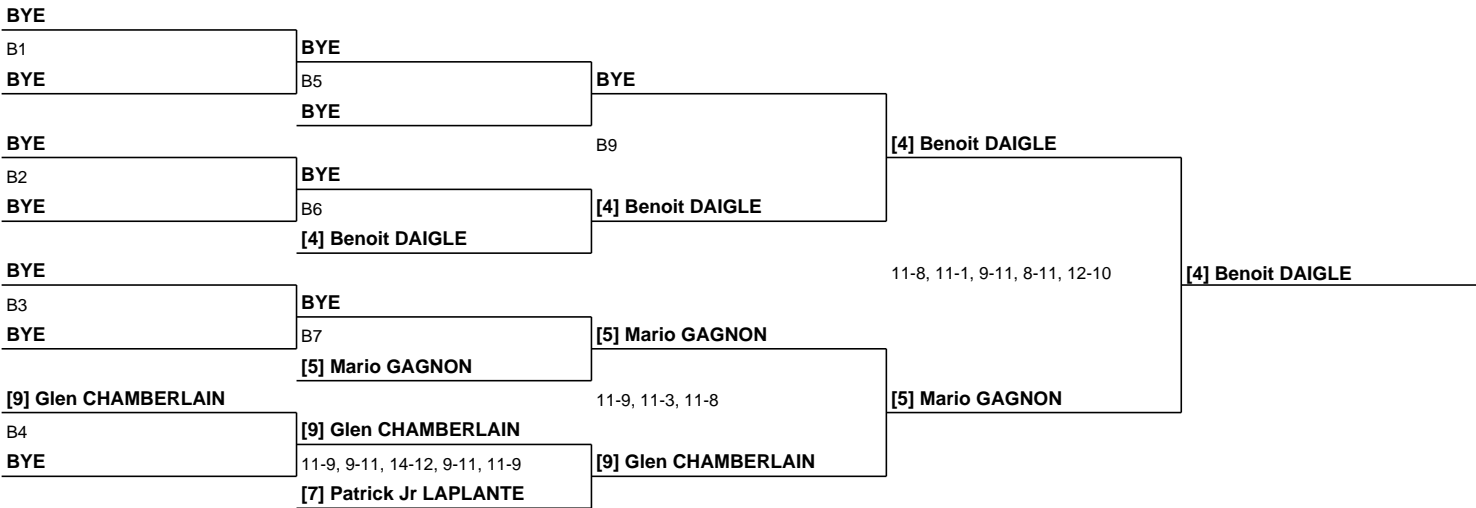 BYE
B1
BYE
BYE
B5
BYE
BYE
BYE
B9
[4] Benoit DAIGLE
B2
BYE
BYE
B6
[4] Benoit DAIGLE
[4] Benoit DAIGLE
BYE
11-8, 11-1, 9-11, 8-11, 12-10
[4] Benoit DAIGLE
B3
BYE
BYE
B7
[5] Mario GAGNON
[5] Mario GAGNON
[9] Glen CHAMBERLAIN
11-9, 11-3, 11-8
[5] Mario GAGNON
B4
[9] Glen CHAMBERLAIN
BYE
11-9, 9-11, 14-12, 9-11, 11-9
[9] Glen CHAMBERLAIN
[7] Patrick Jr LAPLANTE